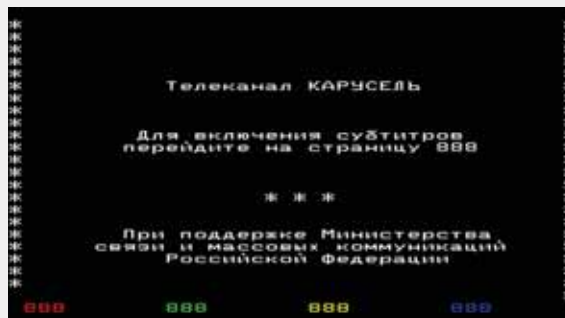 Телеканал КАРУСЕЛЬ
Для включения субтитров
перейдите на страницу 888
* * *
При поддержке Министерства
связи и массовых коммуникаций
Российской Федерации
888 888 888 888